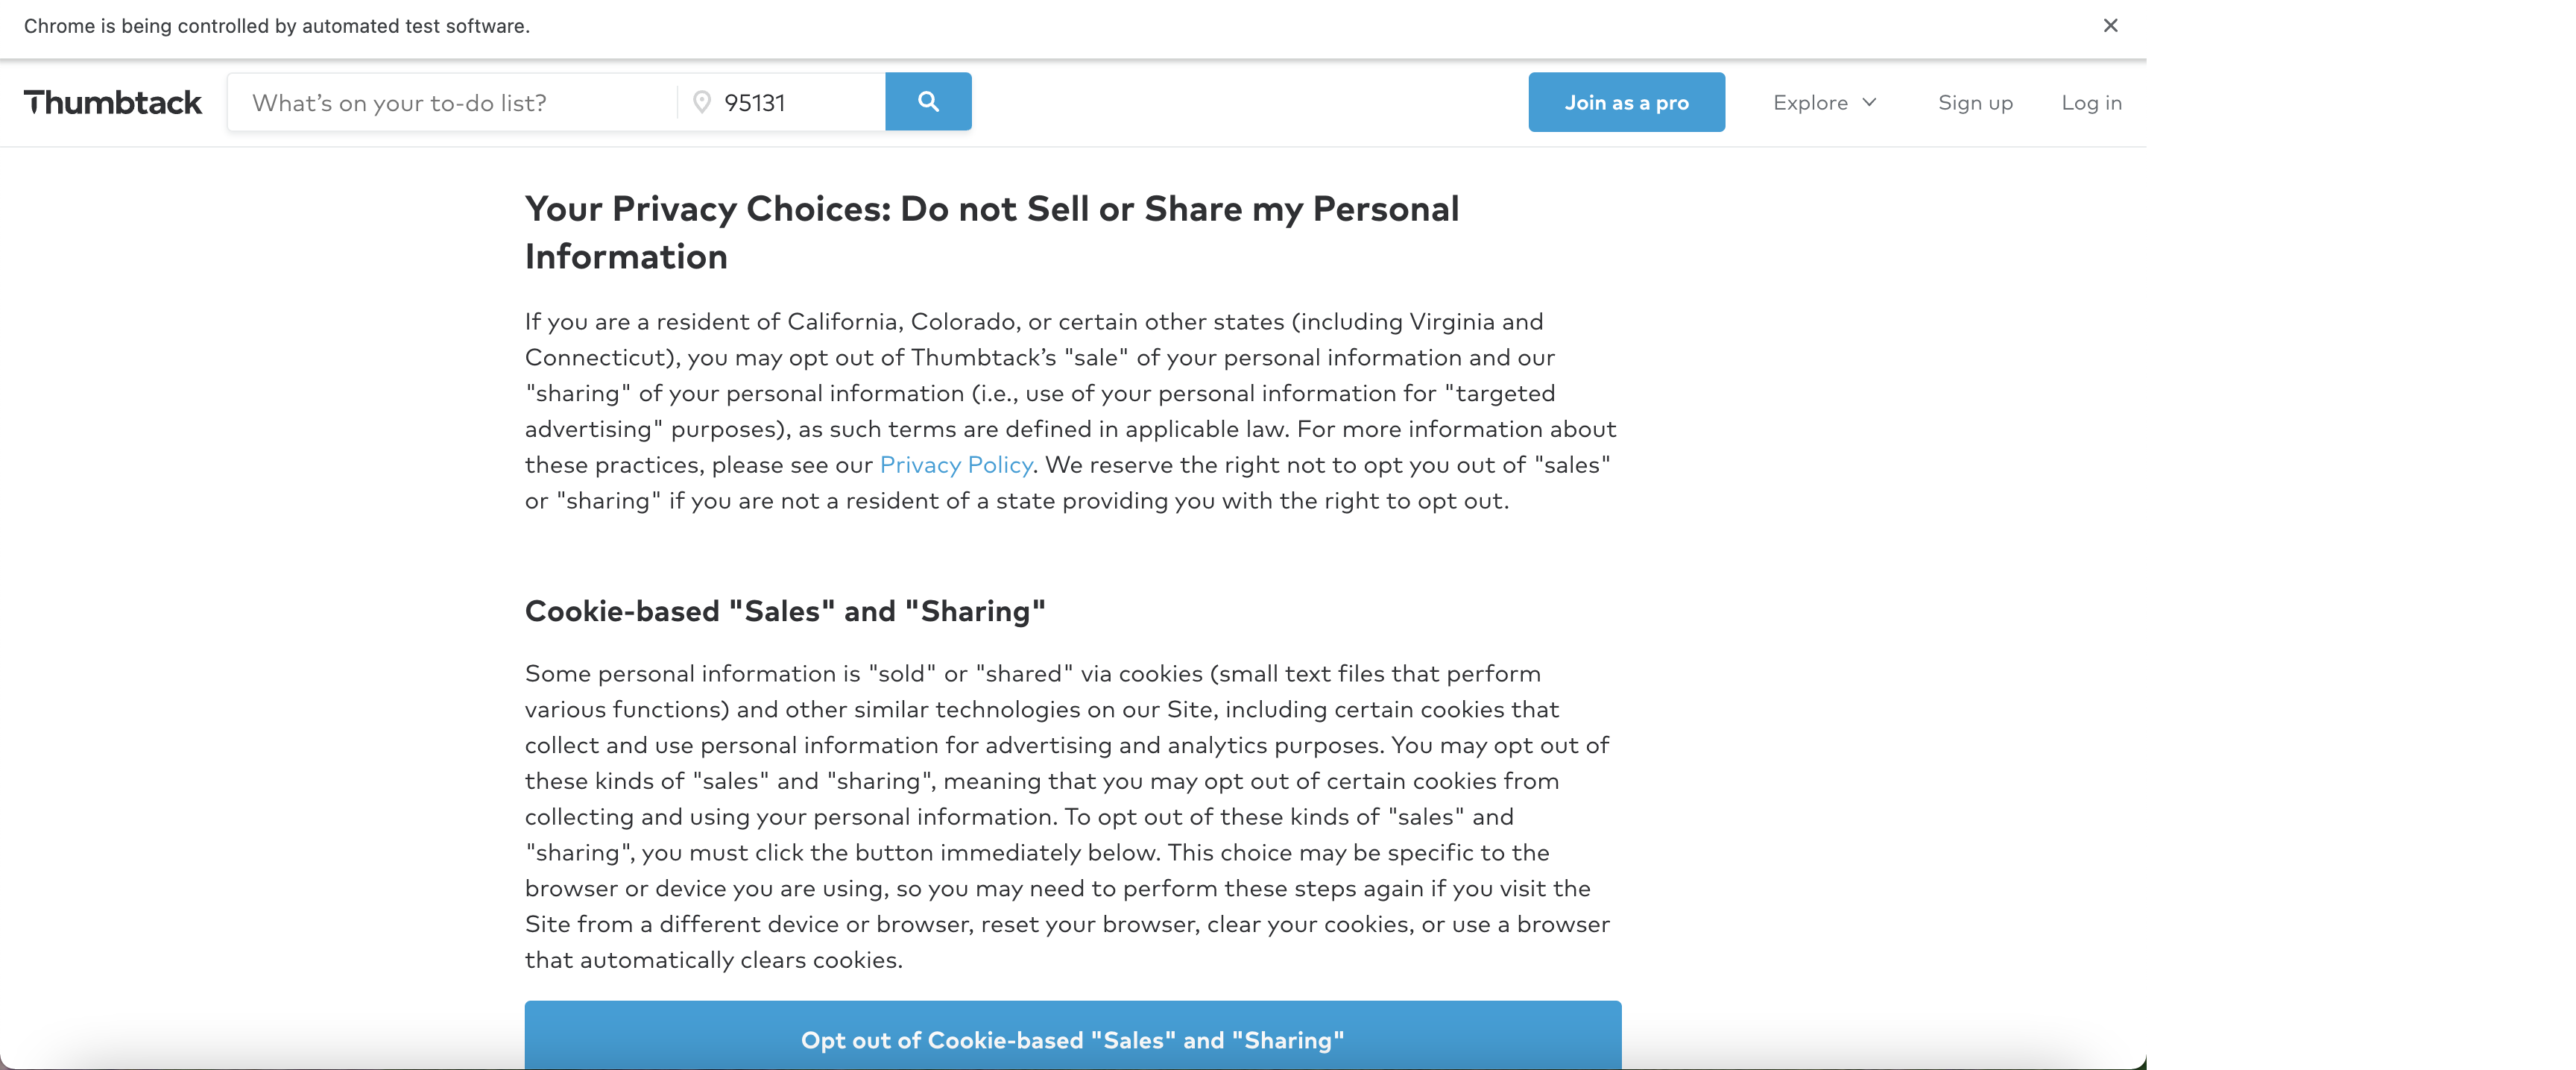 Chrome is being controlled by automated test software.
Thumbtack
What’s on your to-do list?
95131
Join as a pro
Explore
Sign up
Log in
Your Privacy Choices: Do not Sell or Share my Personal
Information
If you are a resident of California, Colorado, or certain other states (including Virginia and
Connecticut), you may opt out of Thumbtack’s "sale" of your personal information and our
"sharing" of your personal information (i.e., use of your personal information for "targeted
advertising" purposes), as such terms are defined in applicable law. For more information about
these practices, please see our Privacy Policy. We reserve the right not to opt you out of "sales"
or "sharing" if you are not a resident of a state providing you with the right to opt out.
Cookie-based "Sales" and "Sharing"
Some personal information is "sold" or "shared" via cookies (small text files that perform
various functions) and other similar technologies on our Site, including certain cookies that
collect and use personal information for advertising and analytics purposes. You may opt out of
these kinds of "sales" and "sharing", meaning that you may opt out of certain cookies from
collecting and using your personal information. To opt out of these kinds of "sales" and
"sharing", you must click the button immediately below. This choice may be specific to the
browser or device you are using, so you may need to perform these steps again if you visit the
Site from a different device or browser, reset your browser, clear your cookies, or use a browser
that automatically clears cookies.
Opt out of Cookie-based "Sales" and "Sharing"